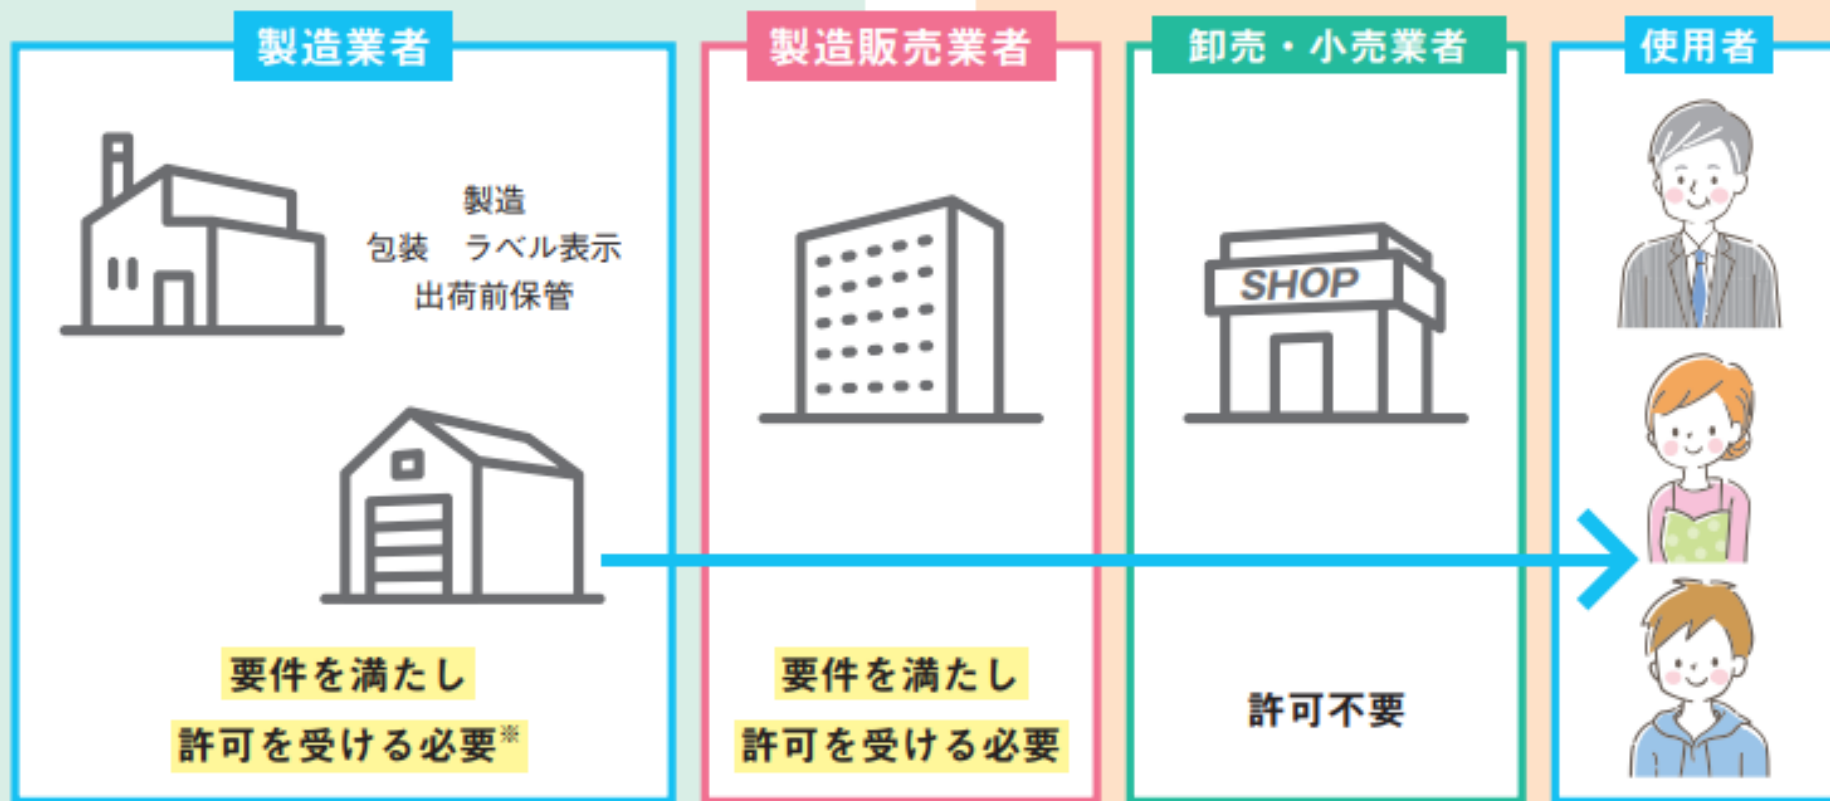 製造業者
製造
包装　ラベル表示
出荷前保管
要件を満たし
許可を受ける必要※
製造販売業者
要件を満たし
許可を受ける必要
卸売・小売業者
SHOP
許可不要
使用者